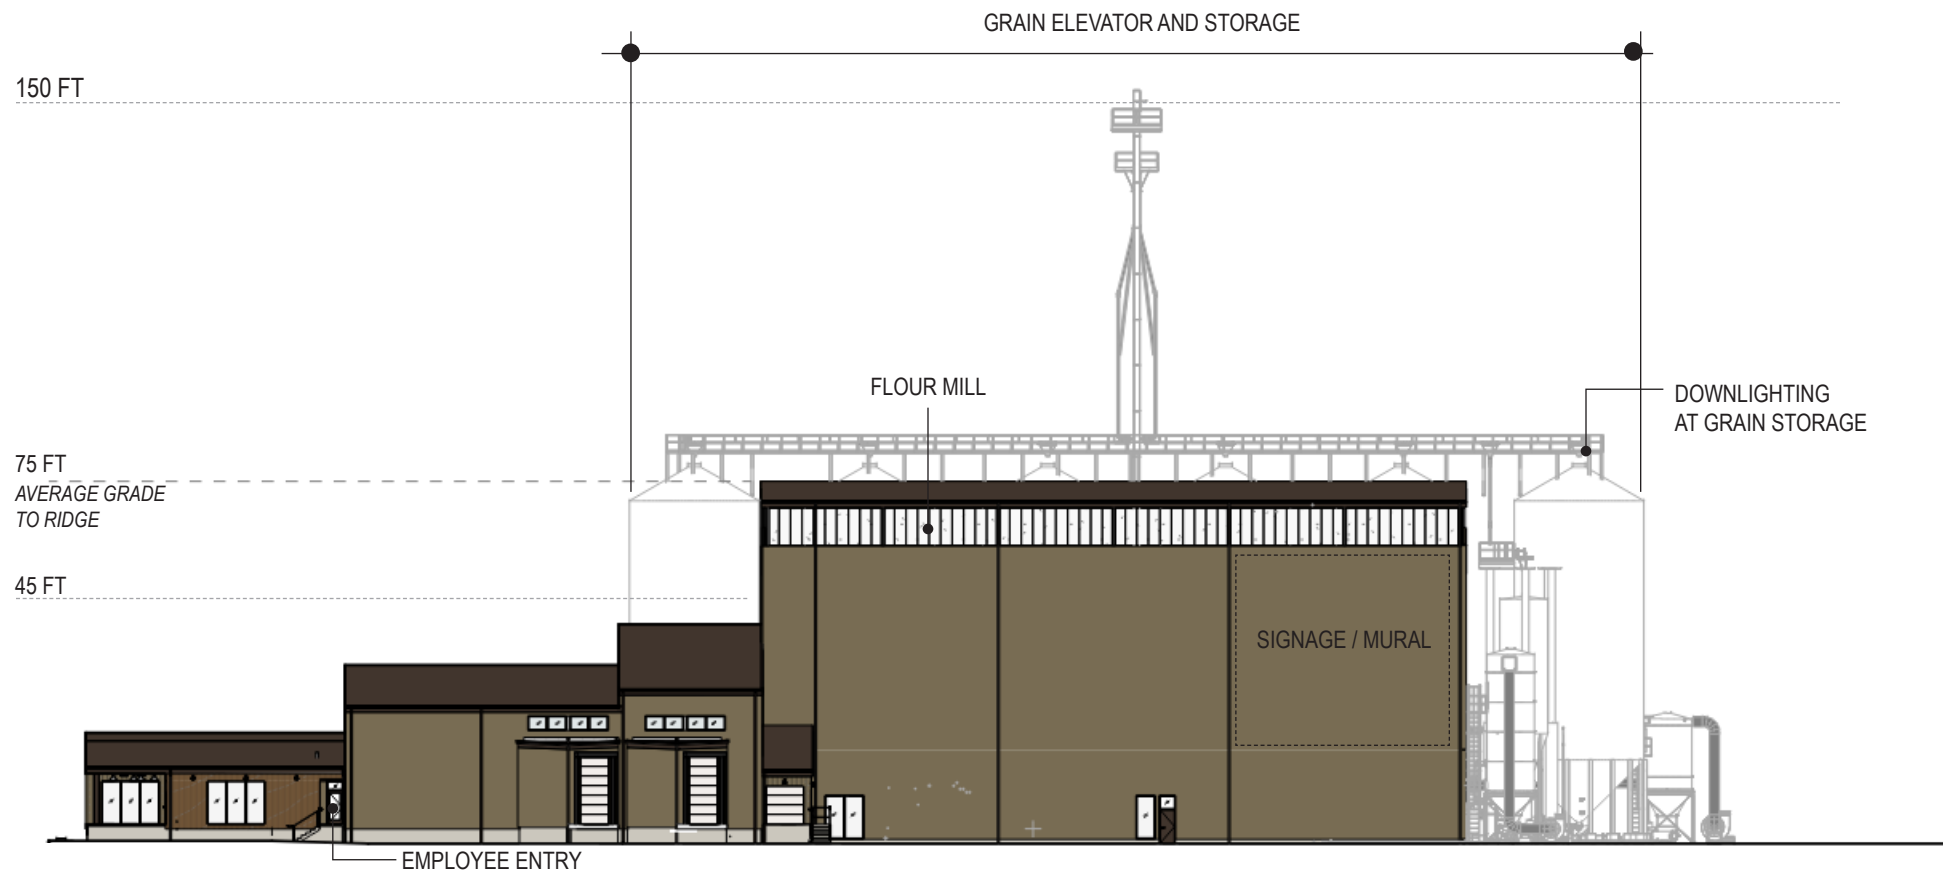 GRAIN ELEVATOR AND STORAGE
150 FT
FLOUR MILL
DOWNLIGHTING
AT GRAIN STORAGE
75 FT
AVERAGE GRADE
TO RIDGE
45 FT
SIGNAGE / MURAL
EMPLOYEE ENTRY